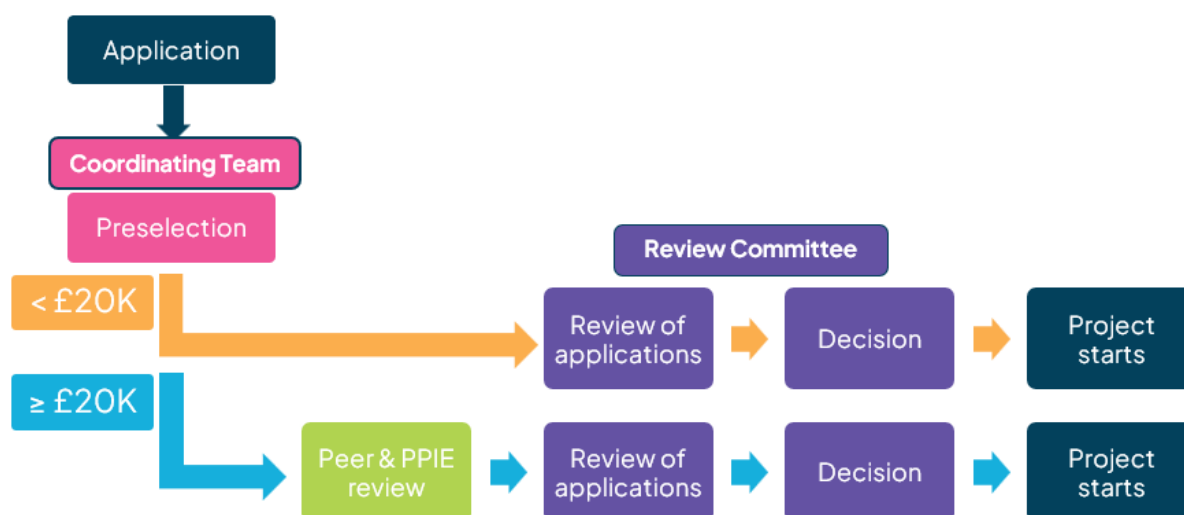 Application
Coordinating Team
Preselection
Review Committee
< £20K
Review of
applications
Decision
Project
starts
≥ £20K
Peer & PPIE
review
Review of
applications
Decision
Project
starts